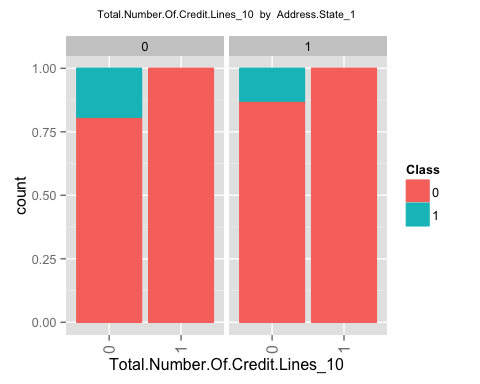 Total.Number.Of.Credit.Lines_10 by Address.State_1
0 1
1.00
0.75
0.50
0.25
0.00
count
0 1 0 1
Total.Number.Of.Credit.Lines_10
Class
0
1